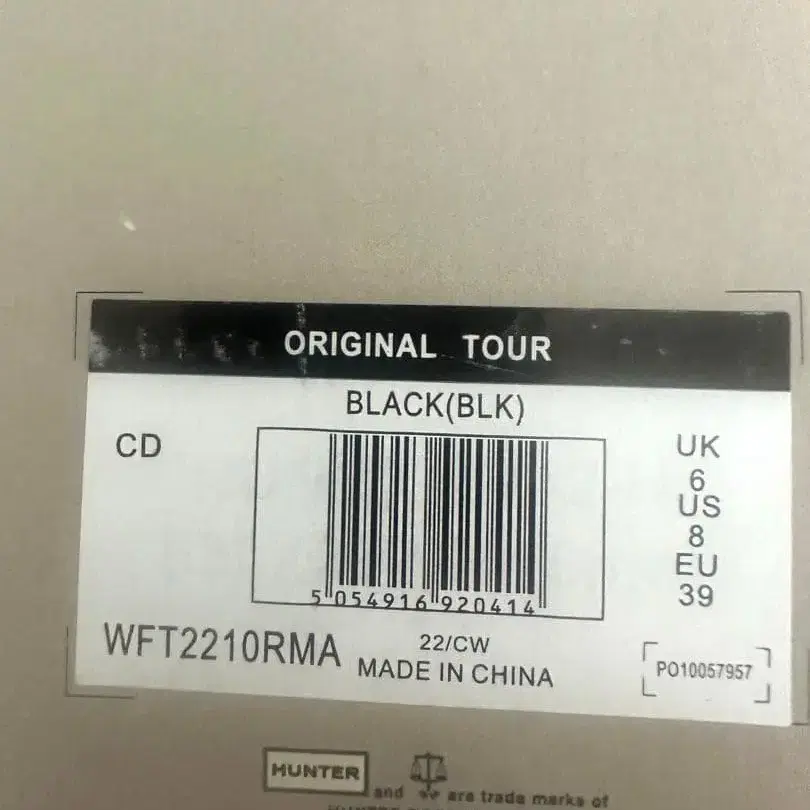 ORIGINAL TOUR
BLACK(BLK)
CD
UK
6
US
8
EU
39
5 054916 920414
WFT2210RMA
22/CW
MADE IN CHINA
PO10057957
HUNTER
and are trade marks of